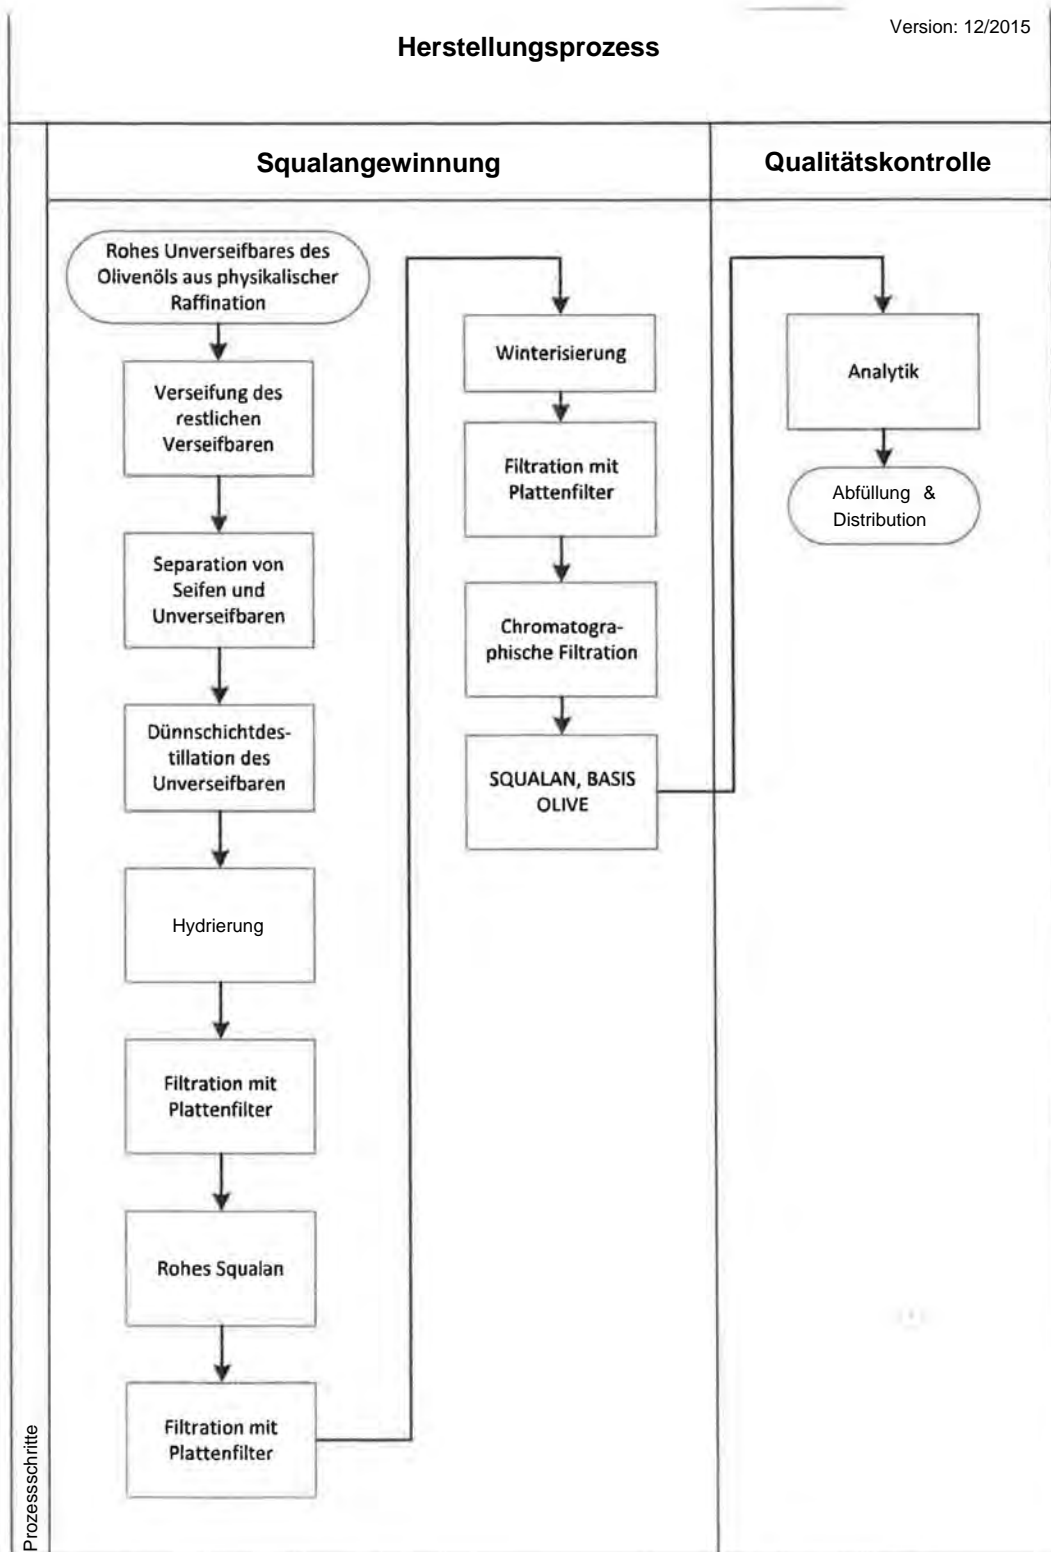 Version: 12/2015
Herstellungsprozess
Squalangewinnung
Qualitätskontrolle
Rohes Unverseifbares des
Olivenöls aus physikalischer
Raffination
Verseifung des
restlichen
Verseifbaren
Separation von
Seifen und
Unverseifbaren
Dünnschichtdes-
tillation des
Unverseifbaren
Hydrierung
Filtration mit
Plattenfilter
Rohes Squalan
Filtration mit
Plattenfilter
Winterisierung
Filtration mit
Plattenfilter
Chromatogra-
phische Filtration
SQUALAN, BASIS
OLIVE
Analytik
Abfüllung &
Distribution
Prozessschritte